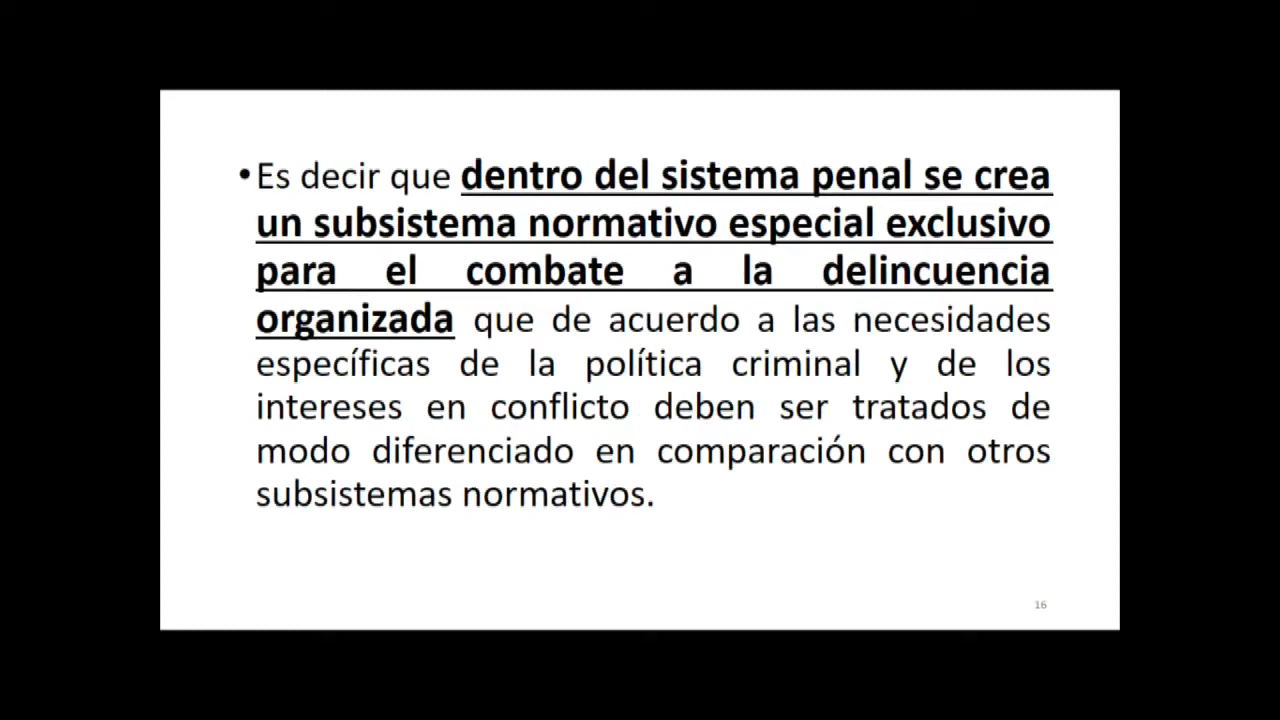 •Es decir que dentro del sistema penal se crea
un subsistema normativo especial exclusivo
para el combate a la delincuencia
organizada que de acuerdo a las necesidades
específicas de la política criminal y de los
intereses en conflicto deben ser tratados de
modo diferenciado en comparación con otros
subsistemas normativos.
16